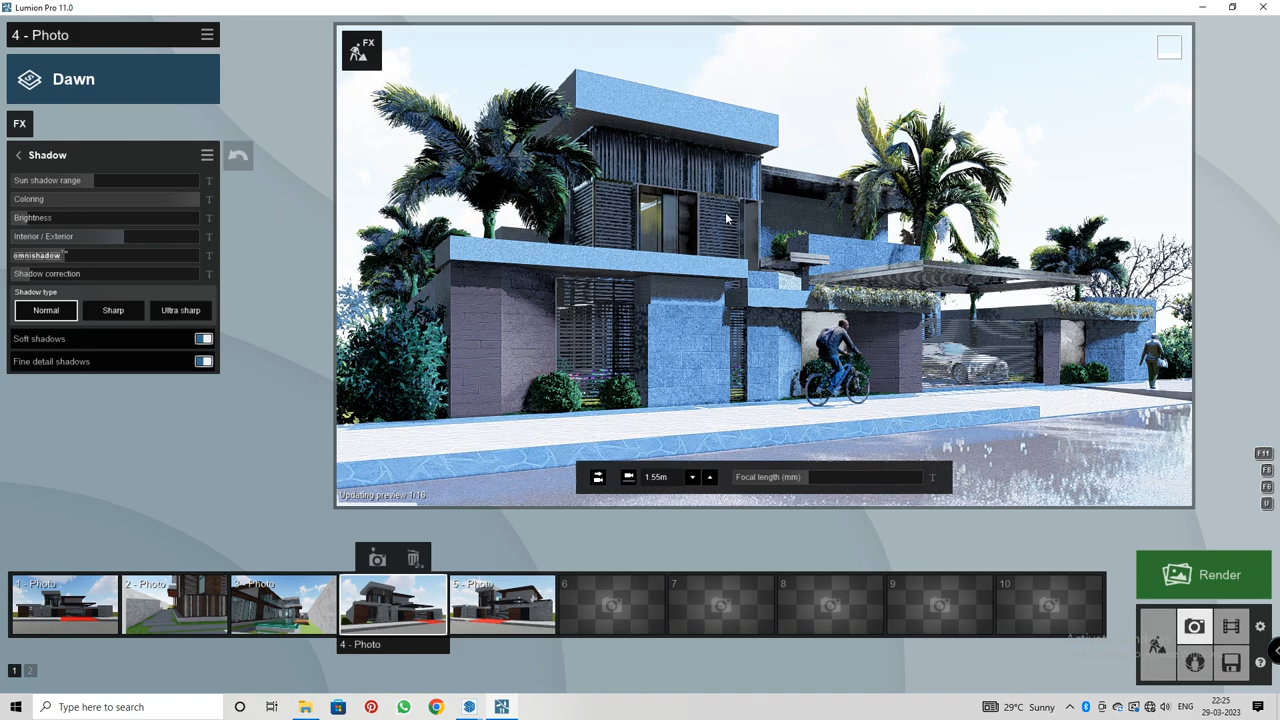 Lumion Pro 11.0
4 - Photo
Dawn
FX
Shadow
Sun shadow range
T
Coloring
T
Brightness
T
Interior / Exterior
T
omnishadow
T
Shadow correction
T
Shadow type
Normal
Sharp
Ultra sharp
Soft shadows
Fine detail shadows
FX
Updating preview 1/16
1.55m
Focal length (mm)
T
F11
F8
F6
U
1 - Photo
2 - Photo
3 - Photo
5 - Photo
6
7
8
9
10
4 - Photo
Render
1
2
Type here to search
29°C Sunny
ENG
22:25
29-03-2023